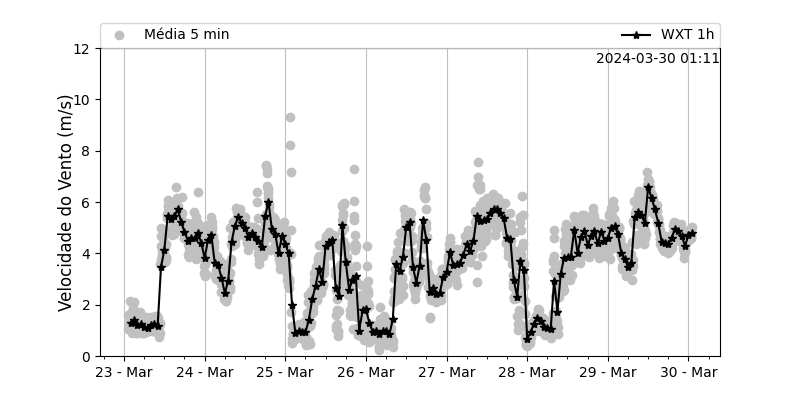 Média 5 min
WXT 1h
2024-03-30 01:11
Velocidade do Vento (m/s)
12
10
8
6
4
2
0
23 - Mar
24 - Mar
25 - Mar
26 - Mar
27 - Mar
28 - Mar
29 - Mar
30 - Mar